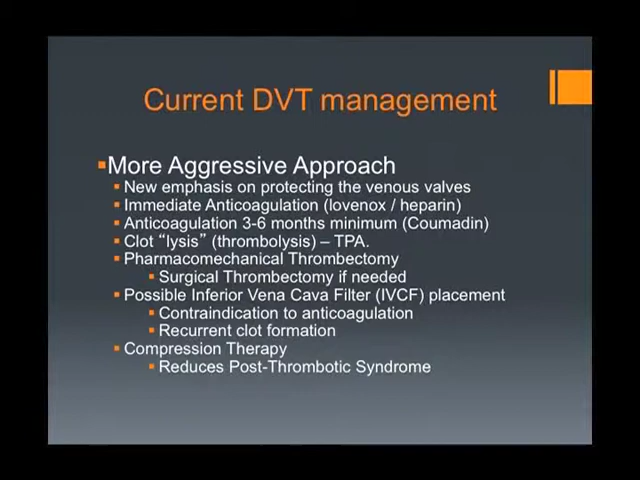 Current DVT management
More Aggressive Approach
New emphasis on protecting the venous valves
Immediate Anticoagulation (lovenox / heparin)
Anticoagulation 3-6 months minimum (Coumadin)
Clot “lysis” (thrombolysis) – TPA.
Pharmacomechanical Thrombectomy
Surgical Thrombectomy if needed
Possible Inferior Vena Cava Filter (IVCF) placement
Contraindication to anticoagulation
Recurrent clot formation
Compression Therapy
Reduces Post-Thrombotic Syndrome